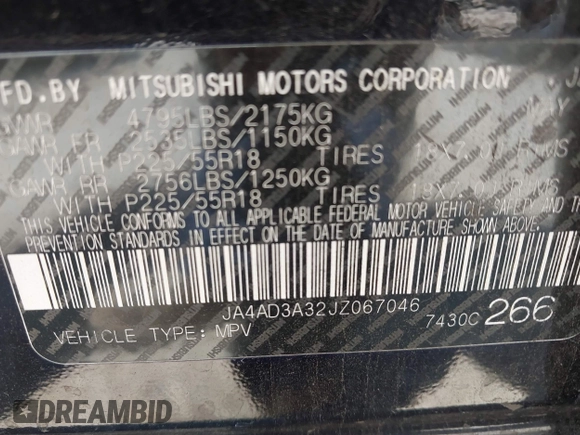 FD.BY MITSUBISHI MOTORS CORPORATION
GVWR 4795LBS/2175KG
GAWR FR 2535LBS/1150KG
WITH P225/55R18 TIRES
GAWR RR 2756LBS/1250KG
WITH P225/55R18 TIRES
THIS VEHICLE CONFORMS TO ALL APPLICABLE FEDERAL MOTOR VEHICLE SAFETY AND THEFT
PREVENTION STANDARDS IN EFFECT ON THE DATE OF MANUFACTURE SHOWN ABOVE.
JA4AD3A32JZ067046
7430C 266
VEHICLE TYPE: MPV
DREAMBID